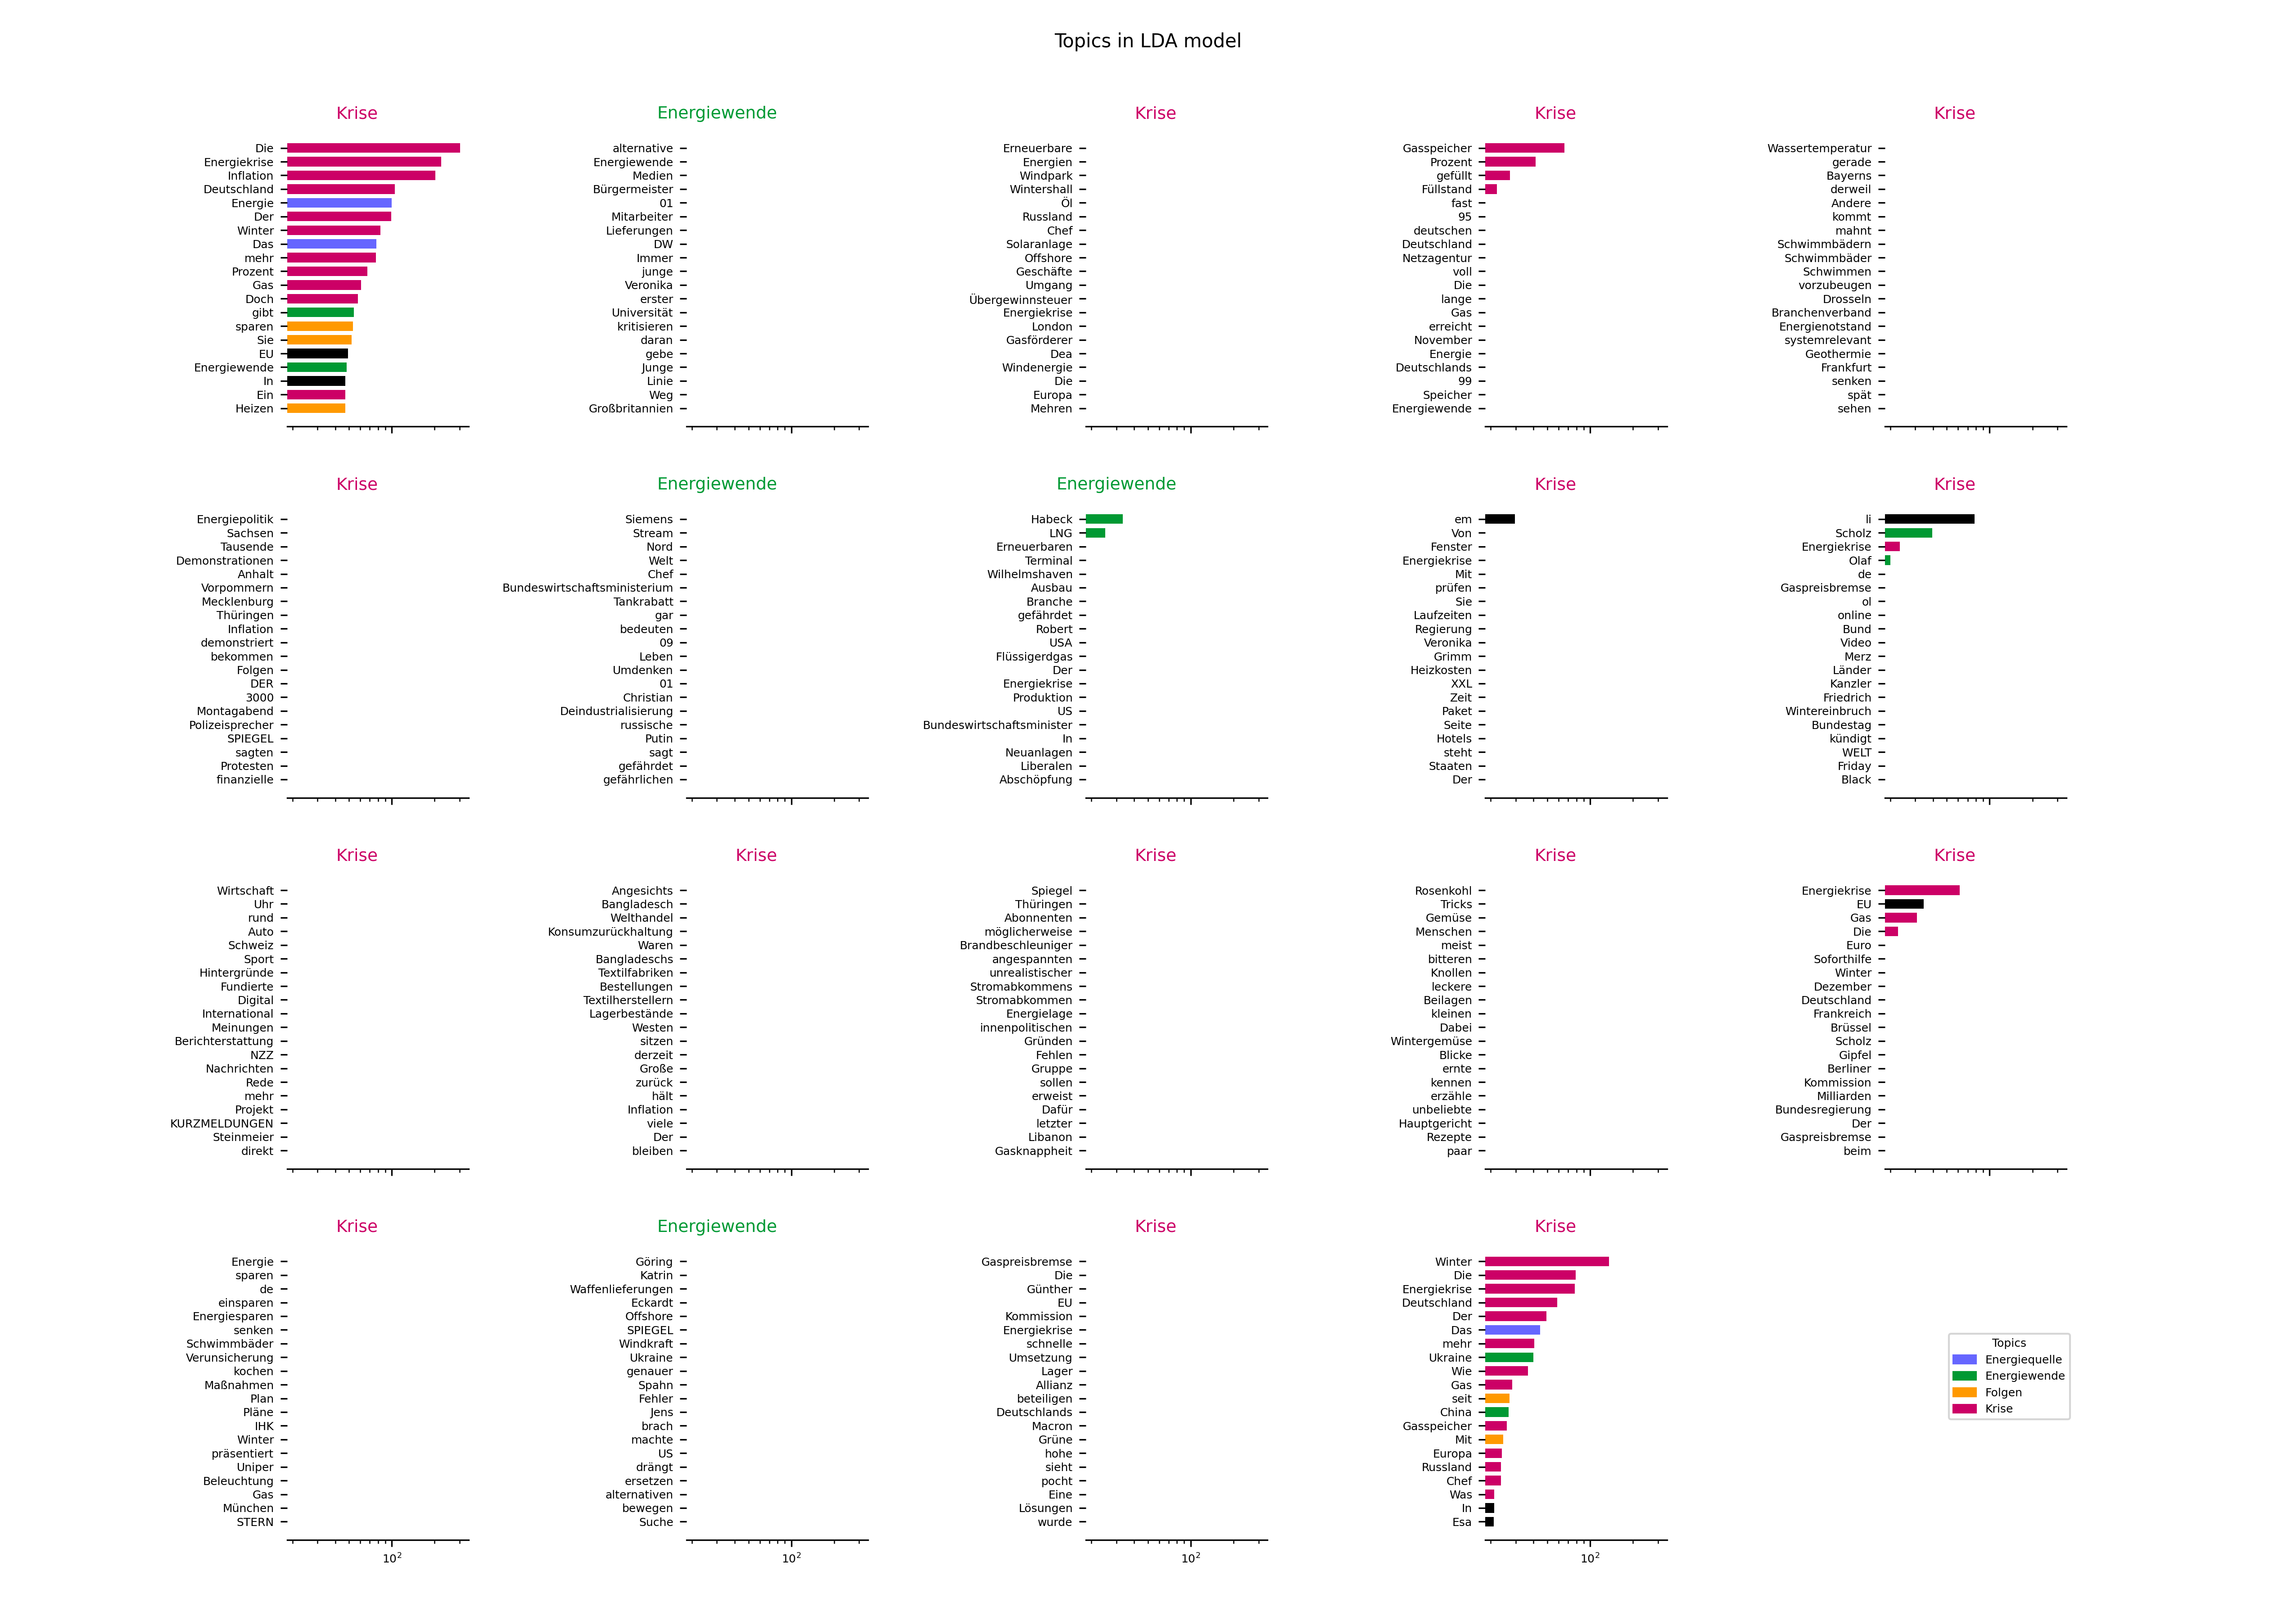 Topics in LDA model
Krise
Die
Energiekrise
Inflation
Deutschland
Energie
Der
Winter
Das
mehr
Prozent
Gas
Doch
gibt
sparen
Sie
EU
Energiewende
In
Ein
Heizen
Energiewende
alternative
Energiewende
Medien
Bürgermeister
01
Mitarbeiter
Lieferungen
DW
Immer
junge
Veronika
erster
Universität
kritisieren
daran
gebe
Junge
Linie
Weg
Großbritannien
Krise
Erneuerbare
Energien
Windpark
Wintershall
Öl
Russland
Chef
Solaranlage
Offshore
Geschäfte
Umgang
Übergewinnsteuer
Energiekrise
London
Gasförderer
Dea
Windenergie
Die
Europa
Mehren
Krise
Gasspeicher
Prozent
gefüllt
Füllstand
fast
95
deutschen
Deutschland
Netzagentur
voll
Die
lange
Gas
erreicht
November
Energie
Deutschlands
99
Speicher
Energiewende
Krise
Wassertemperatur
gerade
Bayerns
derweil
Andere
kommt
mahnt
Schwimmbädern
Schwimmbäder
Schwimmen
vorzubeugen
Drosseln
Branchenverband
Energienotstand
systemrelevant
Geothermie
Frankfurt
senken
spät
sehen
Krise
Energiepolitik
Sachsen
Tausende
Demonstrationen
Anhalt
Vorpommern
Mecklenburg
Thüringen
Inflation
demonstriert
bekommen
Folgen
DER
3000
Montagabend
Polizeisprecher
SPIEGEL
sagten
Protesten
finanzielle
Energiewende
Siemens
Stream
Nord
Welt
Chef
Bundeswirtschaftsministerium
Tankrabatt
gar
bedeuten
09
Leben
Umdenken
01
Christian
Deindustrialisierung
russische
Putin
sagt
gefährdet
gefährlichen
Energiewende
Habeck
LNG
Erneuerbaren
Terminal
Wilhelmshaven
Ausbau
Branche
gefährdet
Robert
USA
Flüssigerdgas
Der
Energiekrise
Produktion
US
Bundeswirtschaftsminister
In
Neuanlagen
Liberalen
Abschöpfung
Krise
em
Von
Fenster
Energiekrise
Mit
prüfen
Sie
Laufzeiten
Regierung
Veronika
Grimm
Heizkosten
XXL
Zeit
Paket
Seite
Hotels
steht
Staaten
Der
Krise
li
Scholz
Energiekrise
Olaf
de
Gaspreisbremse
ol
online
Bund
Video
Merz
Länder
Kanzler
Friedrich
Wintereinbruch
Bundestag
kündigt
WELT
Friday
Black
Krise
Wirtschaft
Uhr
rund
Auto
Schweiz
Sport
Hintergründe
Fundierte
Digital
International
Meinungen
Berichterstattung
NZZ
Nachrichten
Rede
mehr
Projekt
KURZMELDUNGEN
Steinmeier
direkt
Krise
Angesichts
Bangladesch
Welthandel
Konsumzurückhaltung
Waren
Bangladeschs
Textilfabriken
Bestellungen
Textilherstellern
Lagerbestände
Westen
sitzen
derzeit
Große
zurück
hält
Inflation
viele
Der
bleiben
Krise
Spiegel
Thüringen
Abonnenten
möglicherweise
Brandbeschleuniger
angespannten
unrealistischer
Stromabkommens
Stromabkommen
Energielage
innenpolitischen
Gründen
Fehlen
Gruppe
sollen
erweist
Dafür
letzter
Libanon
Gasknappheit
Krise
Rosenkohl
Tricks
Gemüse
Menschen
meist
bitteren
Knollen
leckere
Beilagen
kleinen
Dabei
Wintergemüse
Blicke
ernte
kennen
erzähle
unbeliebte
Hauptgericht
Rezepte
paar
Krise
Energiekrise
EU
Gas
Die
Euro
Soforthilfe
Winter
Dezember
Deutschland
Frankreich
Brüssel
Scholz
Gipfel
Berliner
Kommission
Milliarden
Bundesregierung
Der
Gaspreisbremse
beim
Krise
Energie
sparen
de
einsparen
Energiesparen
senken
Schwimmbäder
Verunsicherung
kochen
Maßnahmen
Plan
Pläne
IHK
Winter
präsentiert
Uniper
Beleuchtung
Gas
München
STERN
10²
Energiewende
Göring
Katrin
Waffenlieferungen
Eckardt
Offshore
SPIEGEL
Windkraft
Ukraine
genauer
Spahn
Fehler
Jens
brach
machte
US
drängt
ersetzen
alternativen
bewegen
Suche
10²
Krise
Gaspreisbremse
Die
Günther
EU
Kommission
Energiekrise
schnelle
Umsetzung
Lager
Allianz
beteiligen
Deutschlands
Macron
Grüne
hohe
sieht
pocht
Eine
Lösungen
wurde
10²
Krise
Winter
Die
Energiekrise
Deutschland
Der
Das
mehr
Ukraine
Wie
Gas
seit
China
Gasspeicher
Mit
Europa
Russland
Chef
Was
In
Esa
10²
Topics
Energiequelle
Energiewende
Folgen
Krise